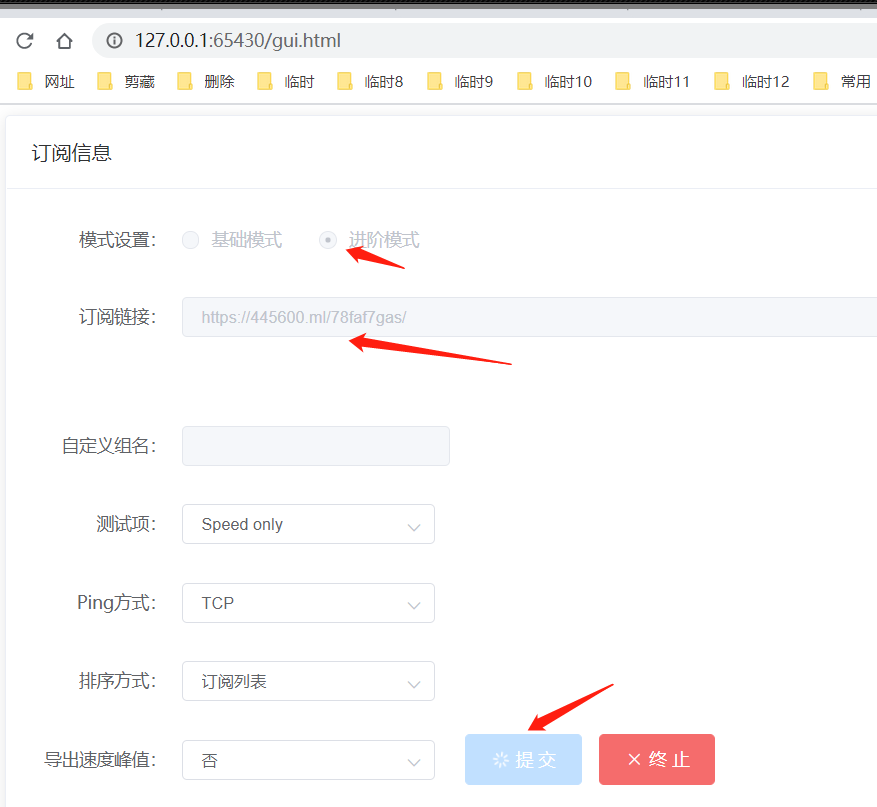 127.0.0.1:65430/gui.html
网址 剪藏 删除 临时 临时8 临时9 临时10 临时11 临时12 常用
订阅信息
模式设置： 基础模式 进阶模式
订阅链接： https://445600.ml/78faf7gas/
自定义组名：
测试项： Speed only
Ping方式： TCP
排序方式： 订阅列表
导出速度峰值： 否 提交 终止